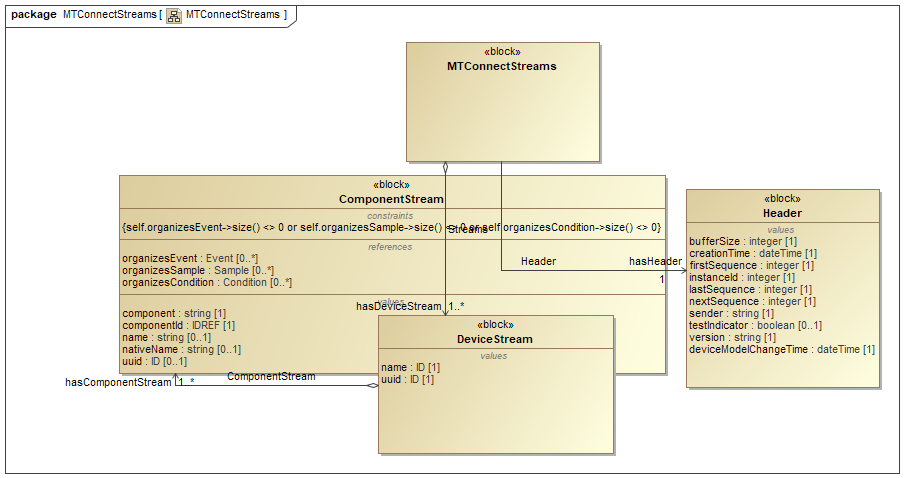 package MTConnectStreams [ MTConnectStreams ]
«block»
MTConnectStreams
«block»
ComponentStream
constraints
{self.organizesEvent->size() <> 0 or self.organizesSample->size() <> 0 or self.organizesCondition->size() <> 0}
Streams
references
organizesEvent : Event [0..*]
organizesSample : Sample [0..*]
organizesCondition : Condition [0..*]
values
component : string [1]
componentId : IDREF [1]
name : string [0..1]
nativeName : string [0..1]
uuid : ID [0..1]
«block»
Header
values
bufferSize : integer [1]
creationTime : dateTime [1]
firstSequence : integer [1]
instanceId : integer [1]
lastSequence : integer [1]
nextSequence : integer [1]
sender : string [1]
testIndicator : boolean [0..1]
version : string [1]
deviceModelChangeTime : dateTime [1]
Header
hasHeader
1
hasDeviceStream 1..*
«block»
DeviceStream
values
name : ID [1]
uuid : ID [1]
ComponentStream
hasComponentStream 1..*